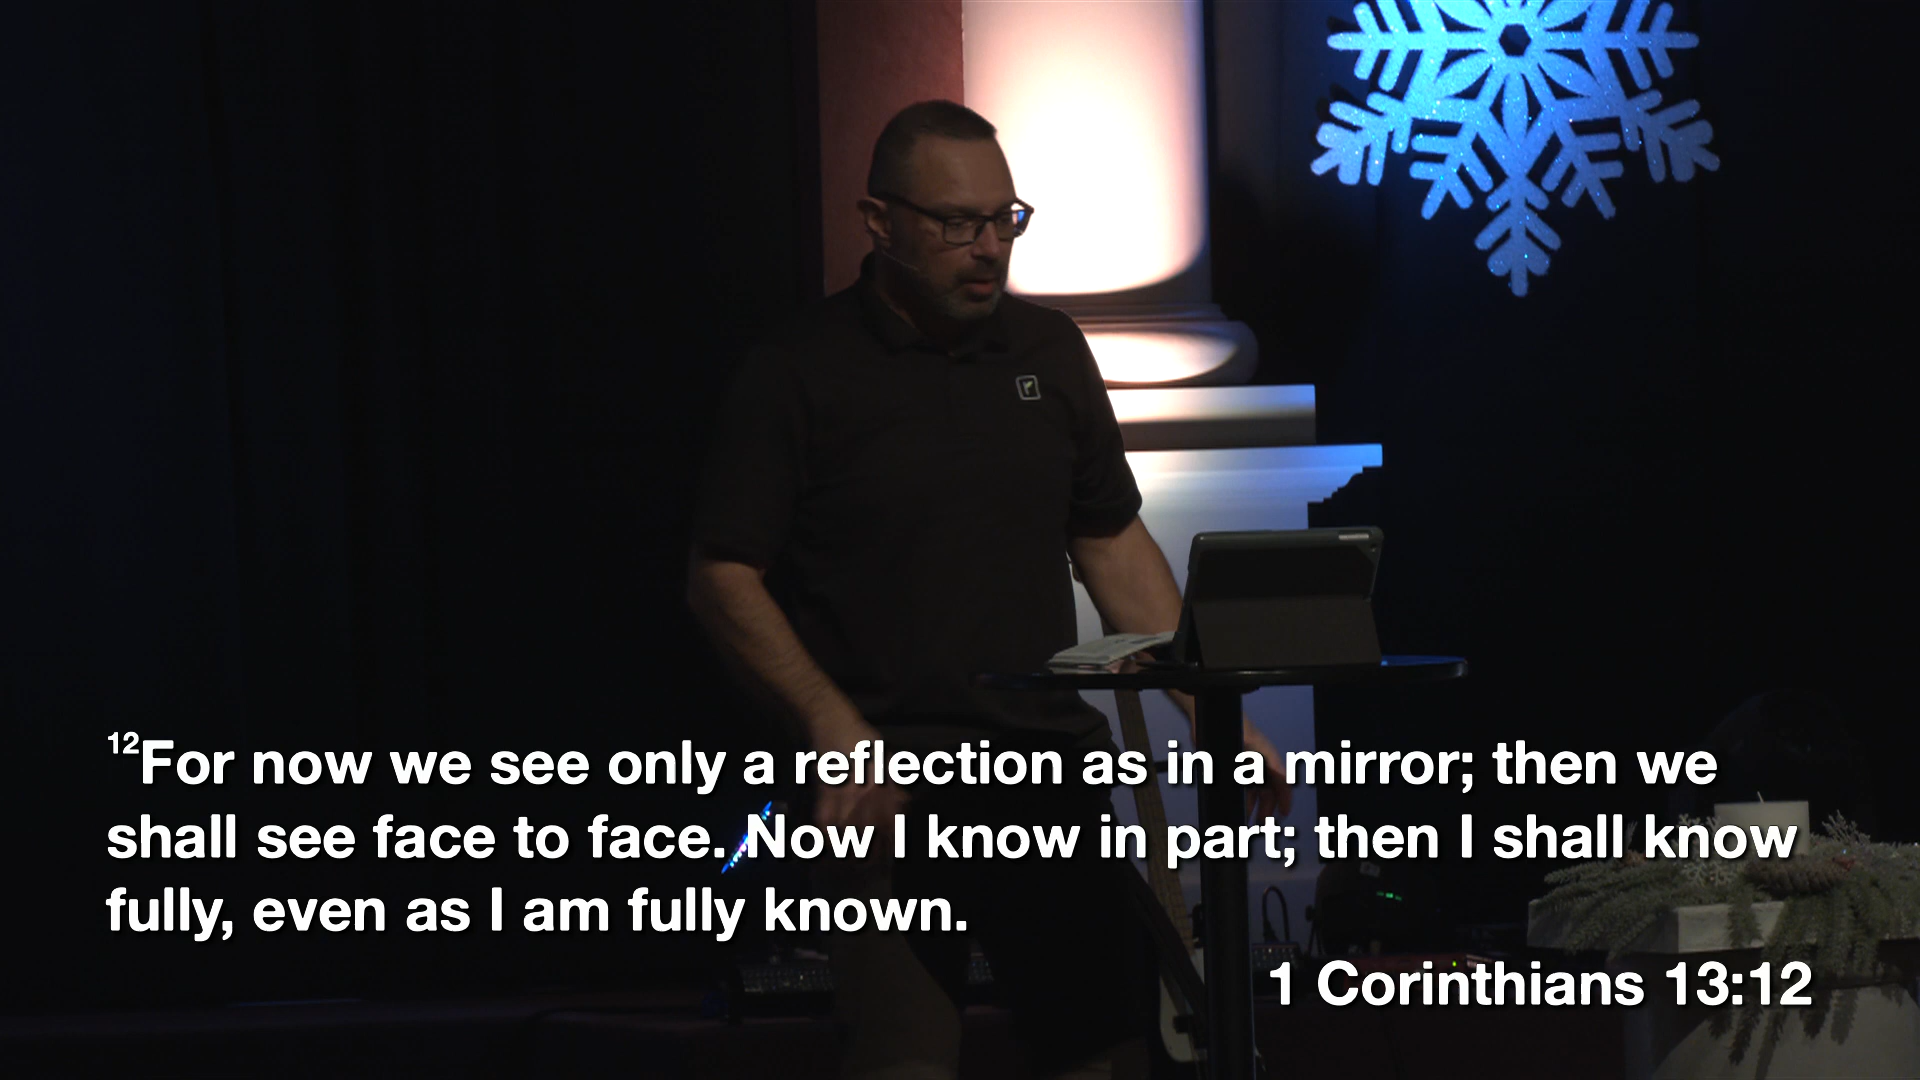 ¹²For now we see only a reflection as in a mirror; then we
shall see face to face. Now I know in part; then I shall know
fully, even as I am fully known.
1 Corinthians 13:12